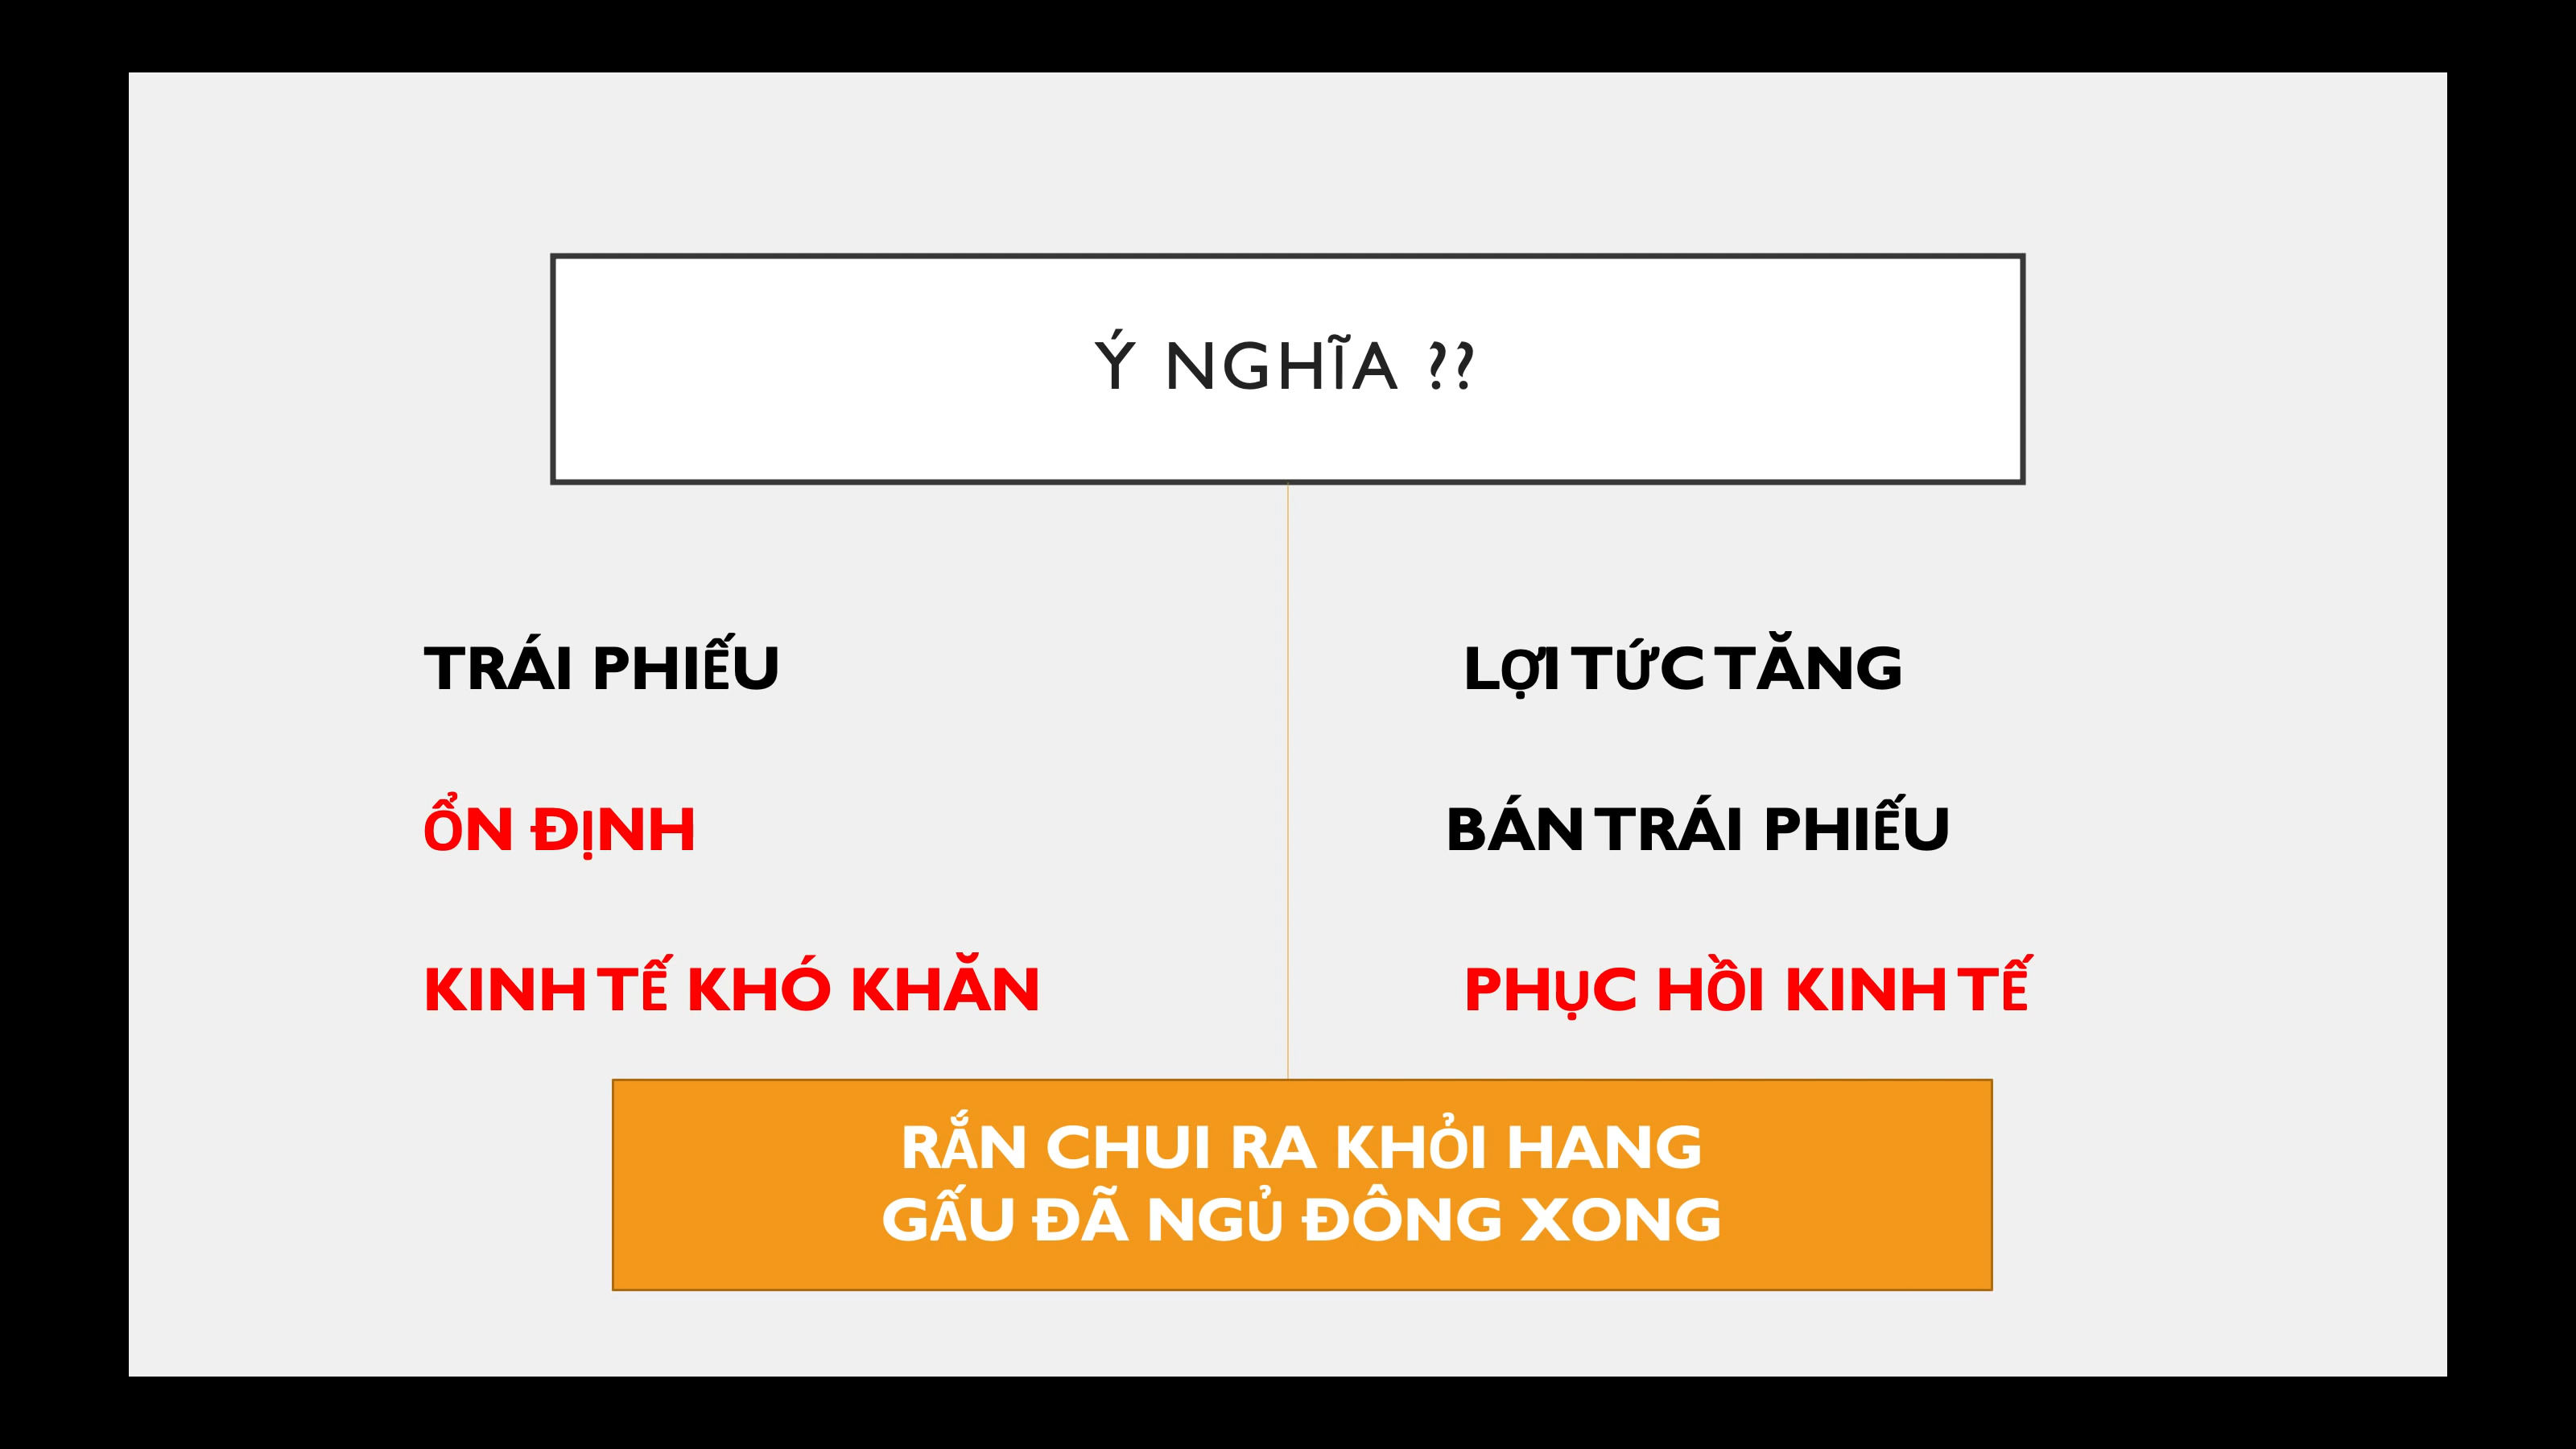 Ý NGHĨA ??
TRÁI PHIẾU
ỔN ĐỊNH
KINH TẾ KHÓ KHĂN
LỢI TỨC TĂNG
BÁN TRÁI PHIẾU
PHỤC HỒI KINH TẾ
RẮN CHUI RA KHỎI HANG
GẤU ĐÃ NGỦ ĐÔNG XONG